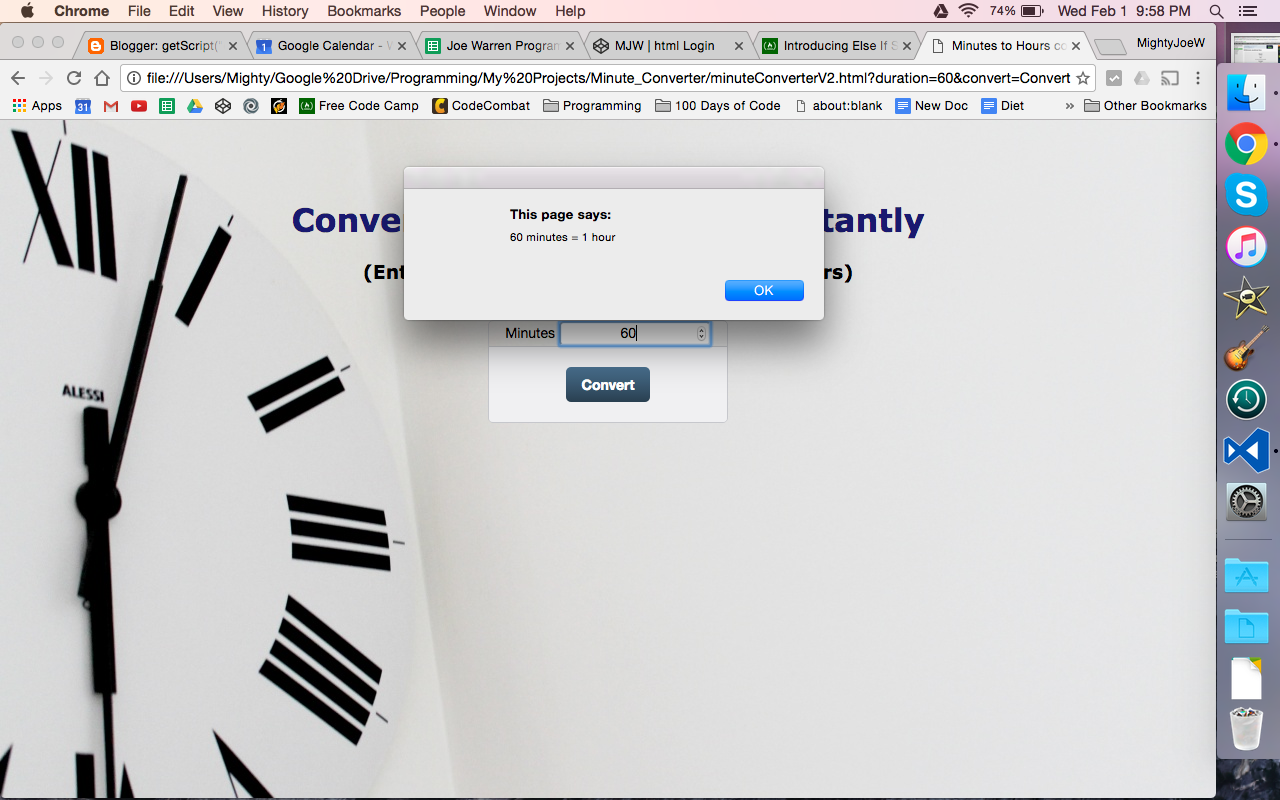 Chrome File Edit View History Bookmarks People Window Help 74% Wed Feb 1 9:58 PM
Blogger: getScript(' Google Calendar - Joe Warren Program MJW | html Login Introducing Else If S Minutes to Hours co MightyJoeW
file:///Users/Mighty/Google%20Drive/Programming/My%20Projects/Minute_Converter/minuteConverterV2.html?duration=60&convert=Convert
Apps 31 Free Code Camp CodeCombat Programming 100 Days of Code about:blank New Doc Diet » Other Bookmarks
XII
ALESSI
Conve tantly
(Ent rs)
This page says:
60 minutes = 1 hour
OK
Minutes 60
Convert